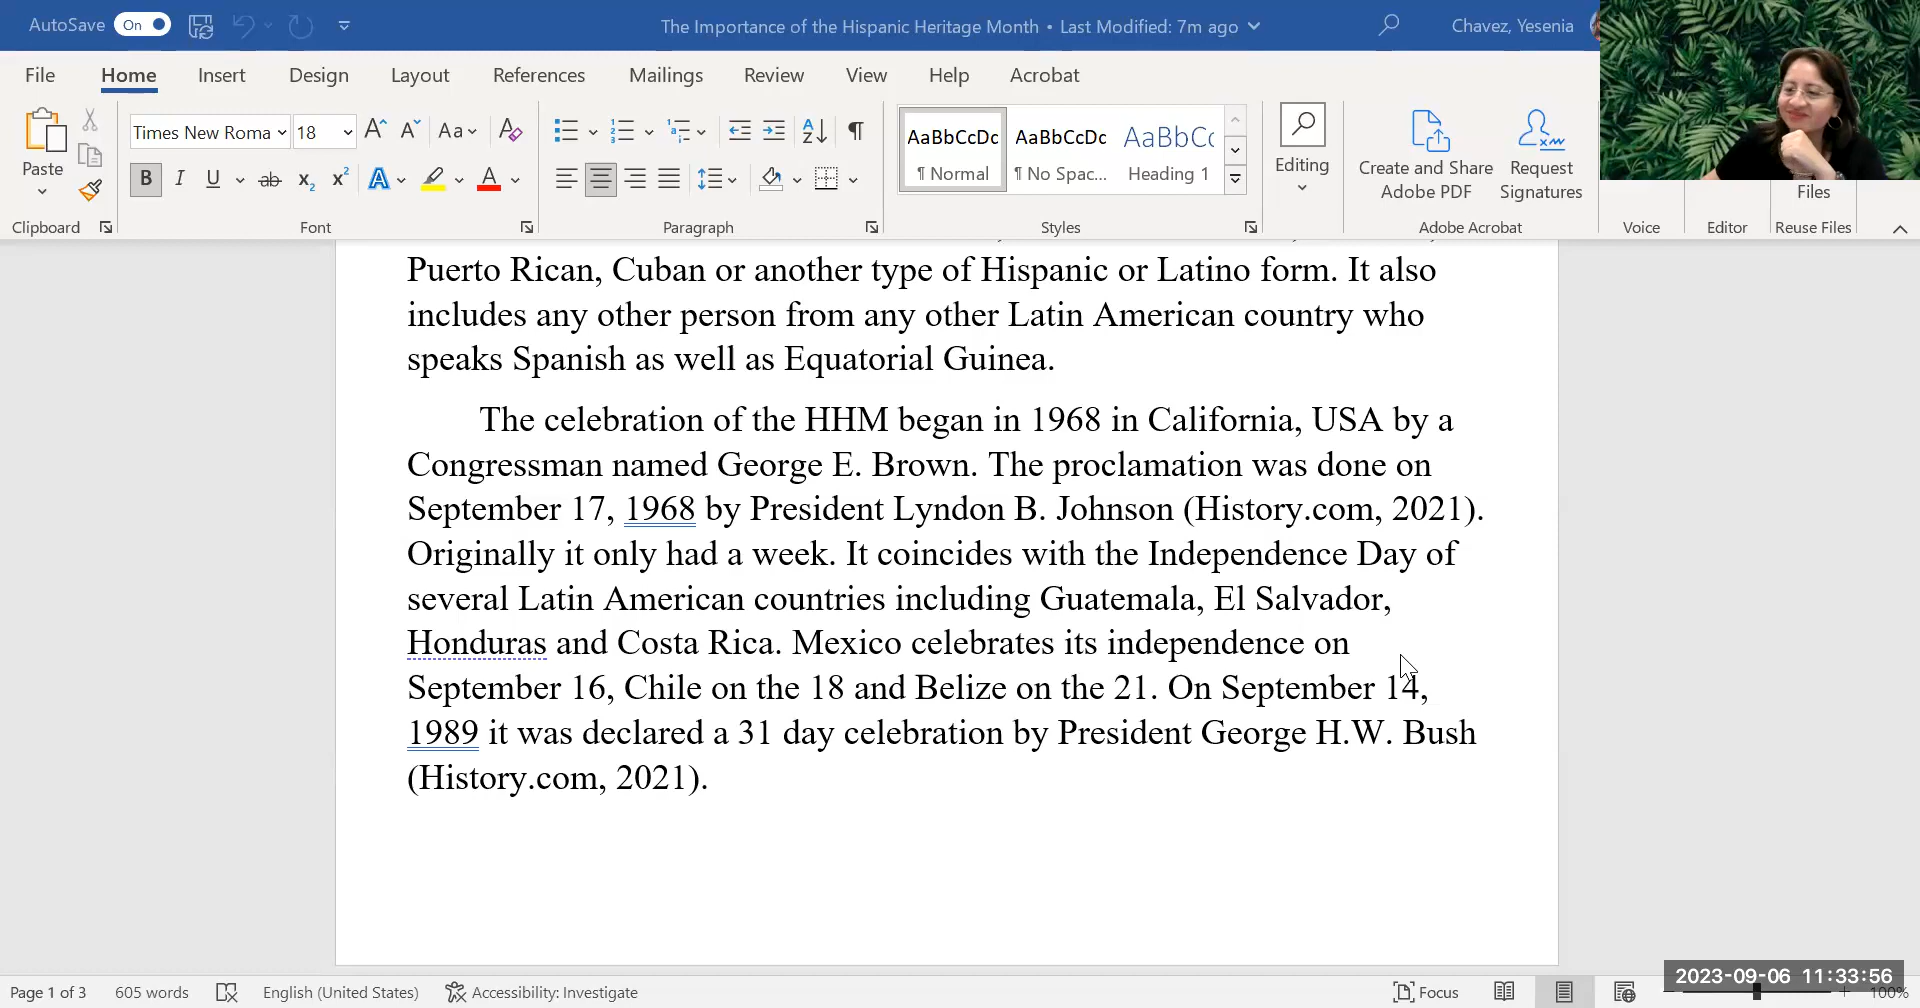 AutoSave On The Importance of the Hispanic Heritage Month • Last Modified: 7m ago Chavez, Yesenia
File Home Insert Design Layout References Mailings Review View Help Acrobat
Times New Roma 18 Aa AaBbCcDc AaBbCcDc AaBbCc
Paste ¶ Normal ¶ No Spac... Heading 1 Editing Create and Share Adobe PDF Request Signatures Files
Clipboard Font Paragraph Styles Adobe Acrobat Voice Editor Reuse Files
Puerto Rican, Cuban or another type of Hispanic or Latino form. It also
includes any other person from any other Latin American country who
speaks Spanish as well as Equatorial Guinea.
The celebration of the HHM began in 1968 in California, USA by a
Congressman named George E. Brown. The proclamation was done on
September 17, 1968 by President Lyndon B. Johnson (History.com, 2021).
Originally it only had a week. It coincides with the Independence Day of
several Latin American countries including Guatemala, El Salvador,
Honduras and Costa Rica. Mexico celebrates its independence on
September 16, Chile on the 18 and Belize on the 21. On September 14,
1989 it was declared a 31 day celebration by President George H.W. Bush
(History.com, 2021).
2023-09-06 11:33:56
Page 1 of 3 605 words English (United States) Accessibility: Investigate Focus 100%